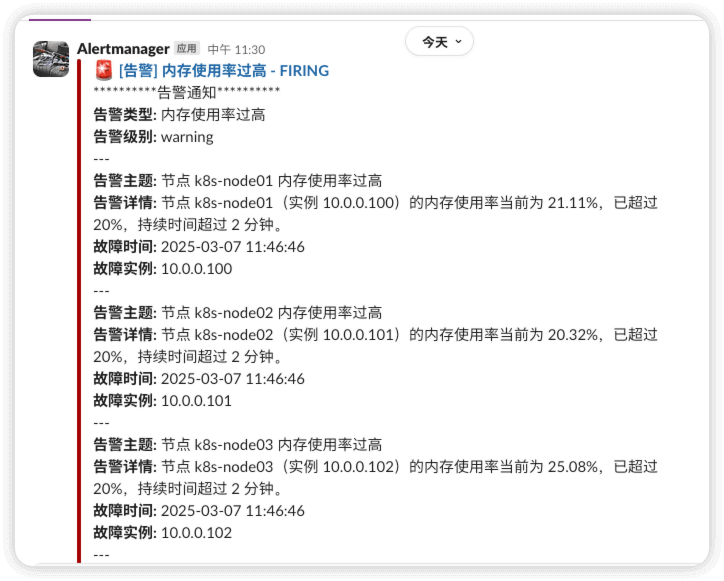 今天
Alertmanager 应用 中午 11:30
🚨 [告警] 内存使用率过高 - FIRING
**********告警通知**********
告警类型: 内存使用率过高
告警级别: warning
---
告警主题: 节点 k8s-node01 内存使用率过高
告警详情: 节点 k8s-node01（实例 10.0.0.100）的内存使用率当前为 21.11%，已超过
20%，持续时间超过 2 分钟。
故障时间: 2025-03-07 11:46:46
故障实例: 10.0.0.100
---
告警主题: 节点 k8s-node02 内存使用率过高
告警详情: 节点 k8s-node02（实例 10.0.0.101）的内存使用率当前为 20.32%，已超过
20%，持续时间超过 2 分钟。
故障时间: 2025-03-07 11:46:46
故障实例: 10.0.0.101
---
告警主题: 节点 k8s-node03 内存使用率过高
告警详情: 节点 k8s-node03（实例 10.0.0.102）的内存使用率当前为 25.08%，已超过
20%，持续时间超过 2 分钟。
故障时间: 2025-03-07 11:46:46
故障实例: 10.0.0.102
---